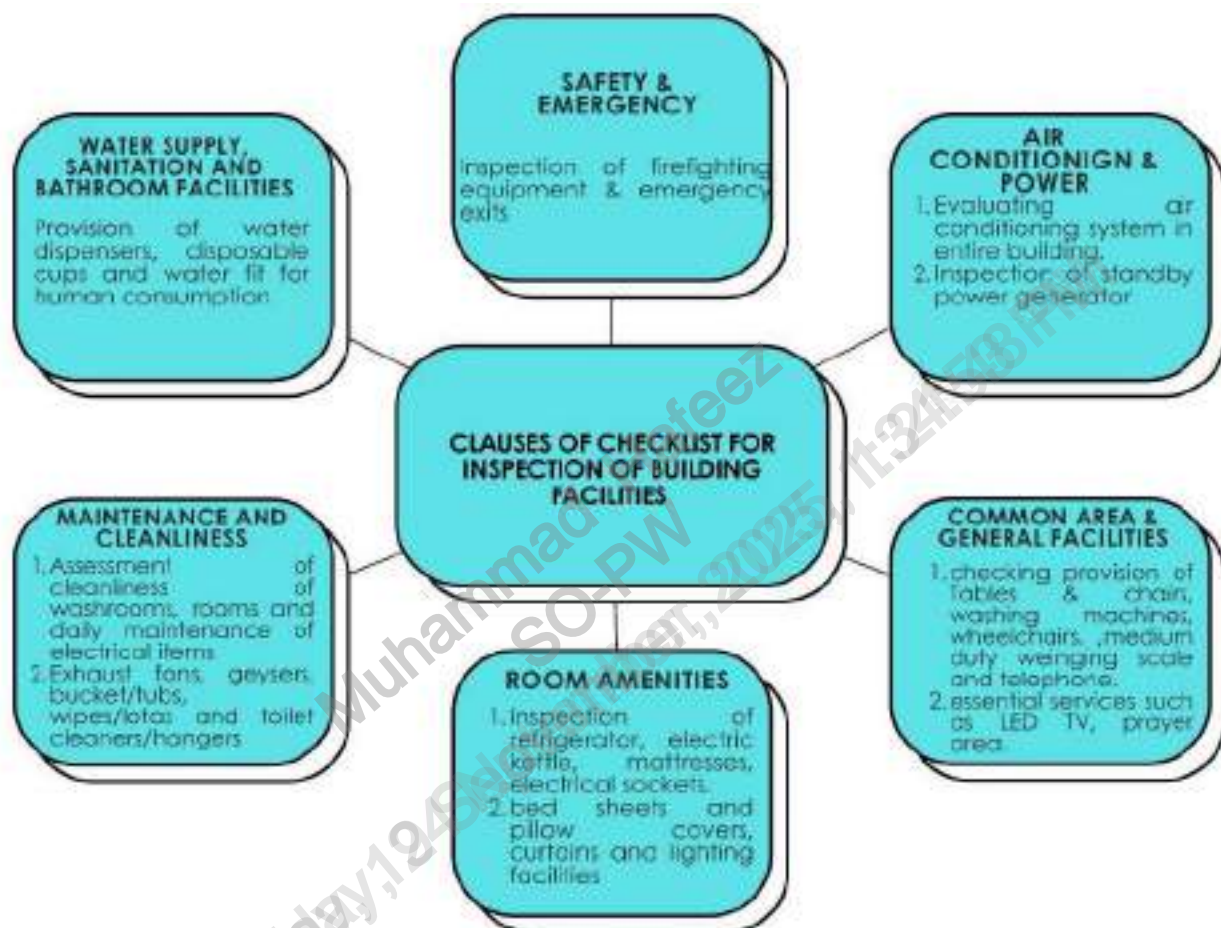 SAFETY &
EMERGENCY
Inspection of firefighting
equipment & emergency
exits
WATER SUPPLY,
SANITATION AND
BATHROOM FACILITIES
Provision of water
dispensers, disposable
cups and water fit for
human consumption
AIR
CONDITIONIGN &
POWER
1. Evaluating air
conditioning system in
entire building.
2. Inspection of standby
power generator
CLAUSES OF CHECKLIST FOR
INSPECTION OF BUILDING
FACILITIES
MAINTENANCE AND
CLEANLINESS
1. Assessment of
cleanliness of
washrooms, rooms and
daily maintenance of
electrical items
2. Exhaust fans, geysers,
bucket/tubs,
wipes/lotas and toilet
cleaners/hangers
COMMON AREA &
GENERAL FACILITIES
1. checking provision of
Tables & chain,
washing machines,
wheelchairs, ,medium
duty weinging scale
and telephone.
2. essential services such
as LED TV, prayer
area.
ROOM AMENITIES
1. Inspection of
refrigerator, electric
kettle, mattresses,
electrical sockets.
2. bed sheets and
pillow covers,
curtains and lighting
facilities
Muhammad Hafeez
SO-PW